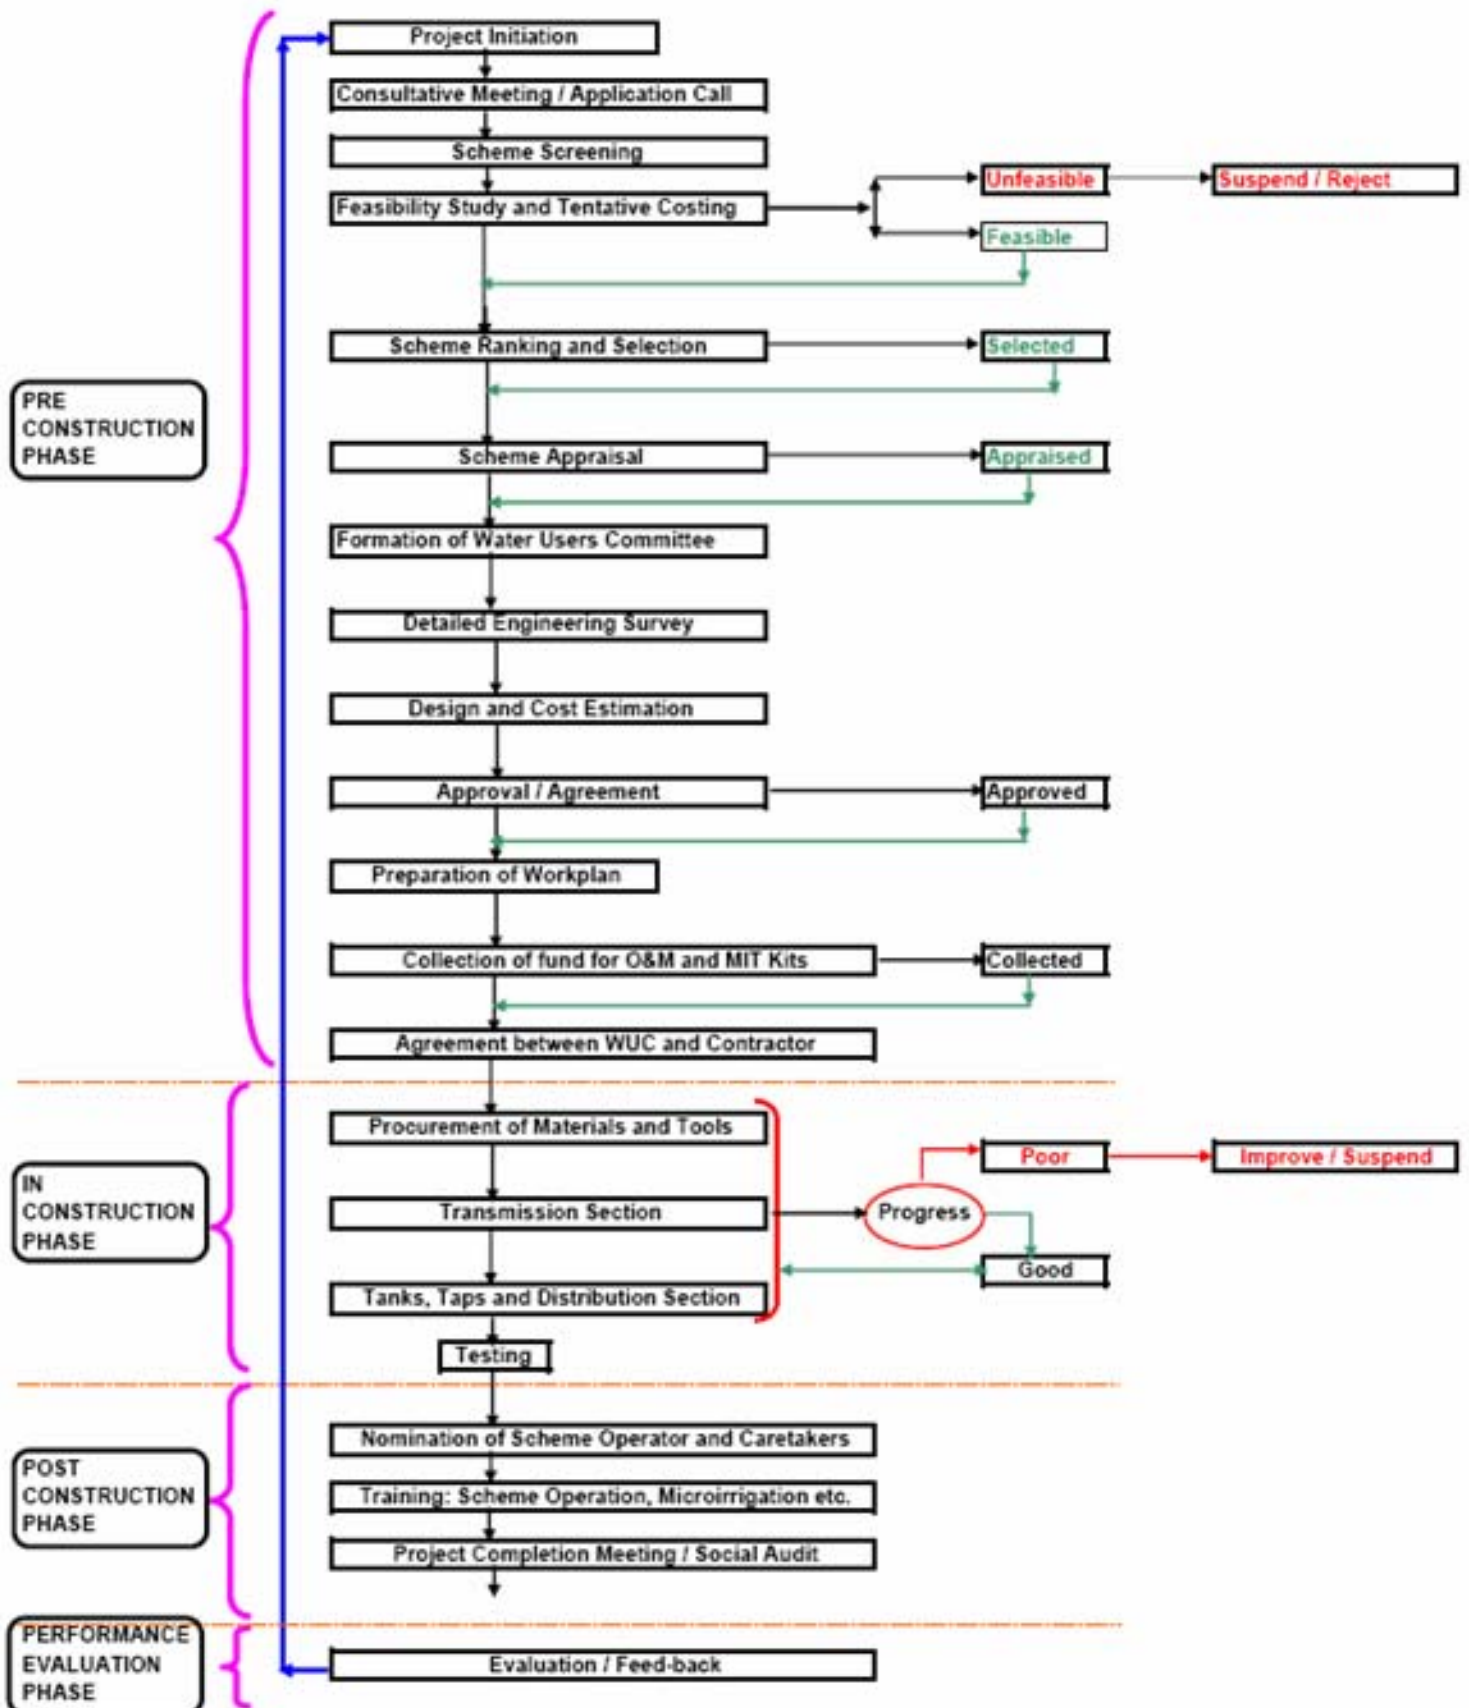 Project Initiation
Consultative Meeting / Application Call
Scheme Screening
Unfeasible
Suspend / Reject
Feasibility Study and Tentative Costing
Feasible
Scheme Ranking and Selection
Selected
PRE
CONSTRUCTION
PHASE
Scheme Appraisal
Appraised
Formation of Water Users Committee
Detailed Engineering Survey
Design and Cost Estimation
Approval / Agreement
Approved
Preparation of Workplan
Collection of fund for O&M and MIT Kits
Collected
Agreement between WUC and Contractor
IN
CONSTRUCTION
PHASE
Procurement of Materials and Tools
Poor
Improve / Suspend
Transmission Section
Progress
Good
Tanks, Taps and Distribution Section
Testing
POST
CONSTRUCTION
PHASE
Nomination of Scheme Operator and Caretakers
Training: Scheme Operation, Microirrigation etc.
Project Completion Meeting / Social Audit
PERFORMANCE
EVALUATION
PHASE
Evaluation / Feed-back